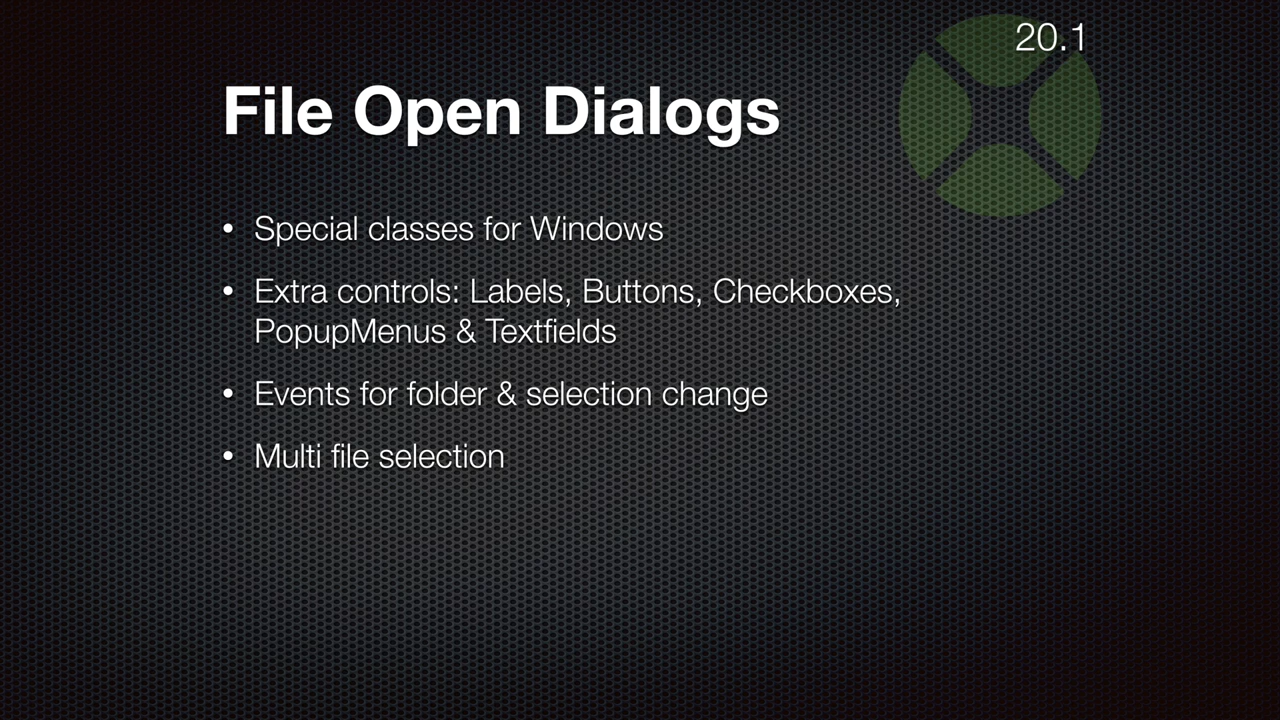 20.1
File Open Dialogs
• Special classes for Windows
• Extra controls: Labels, Buttons, Checkboxes,
PopupMenus & Textfields
• Events for folder & selection change
• Multi file selection